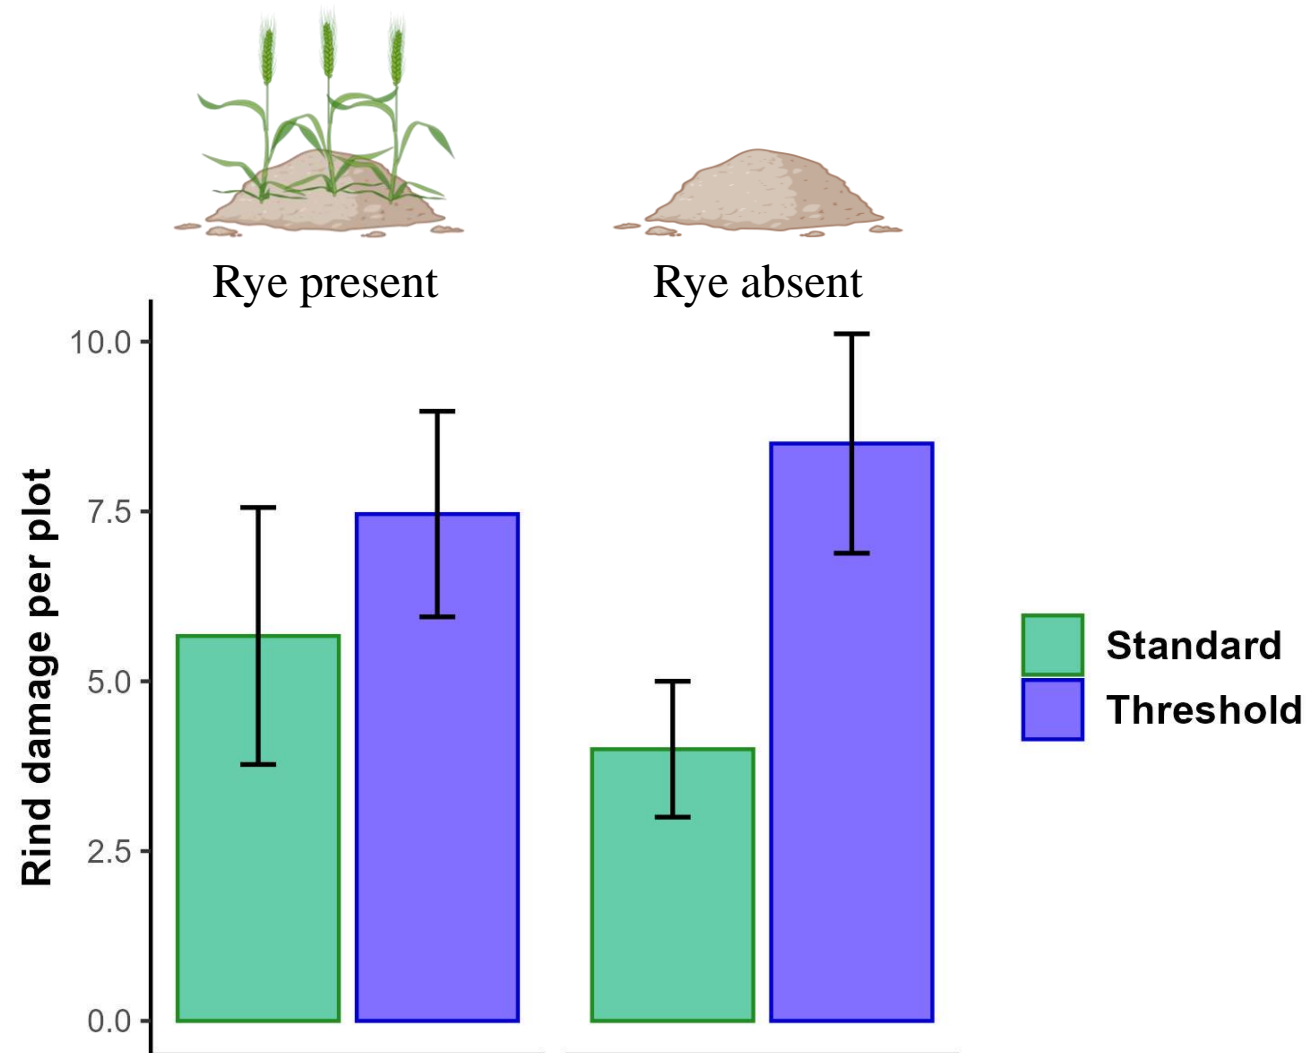 Rye present
Rye absent
Rind damage per plot
10.0
7.5
5.0
2.5
0.0
Standard
Threshold